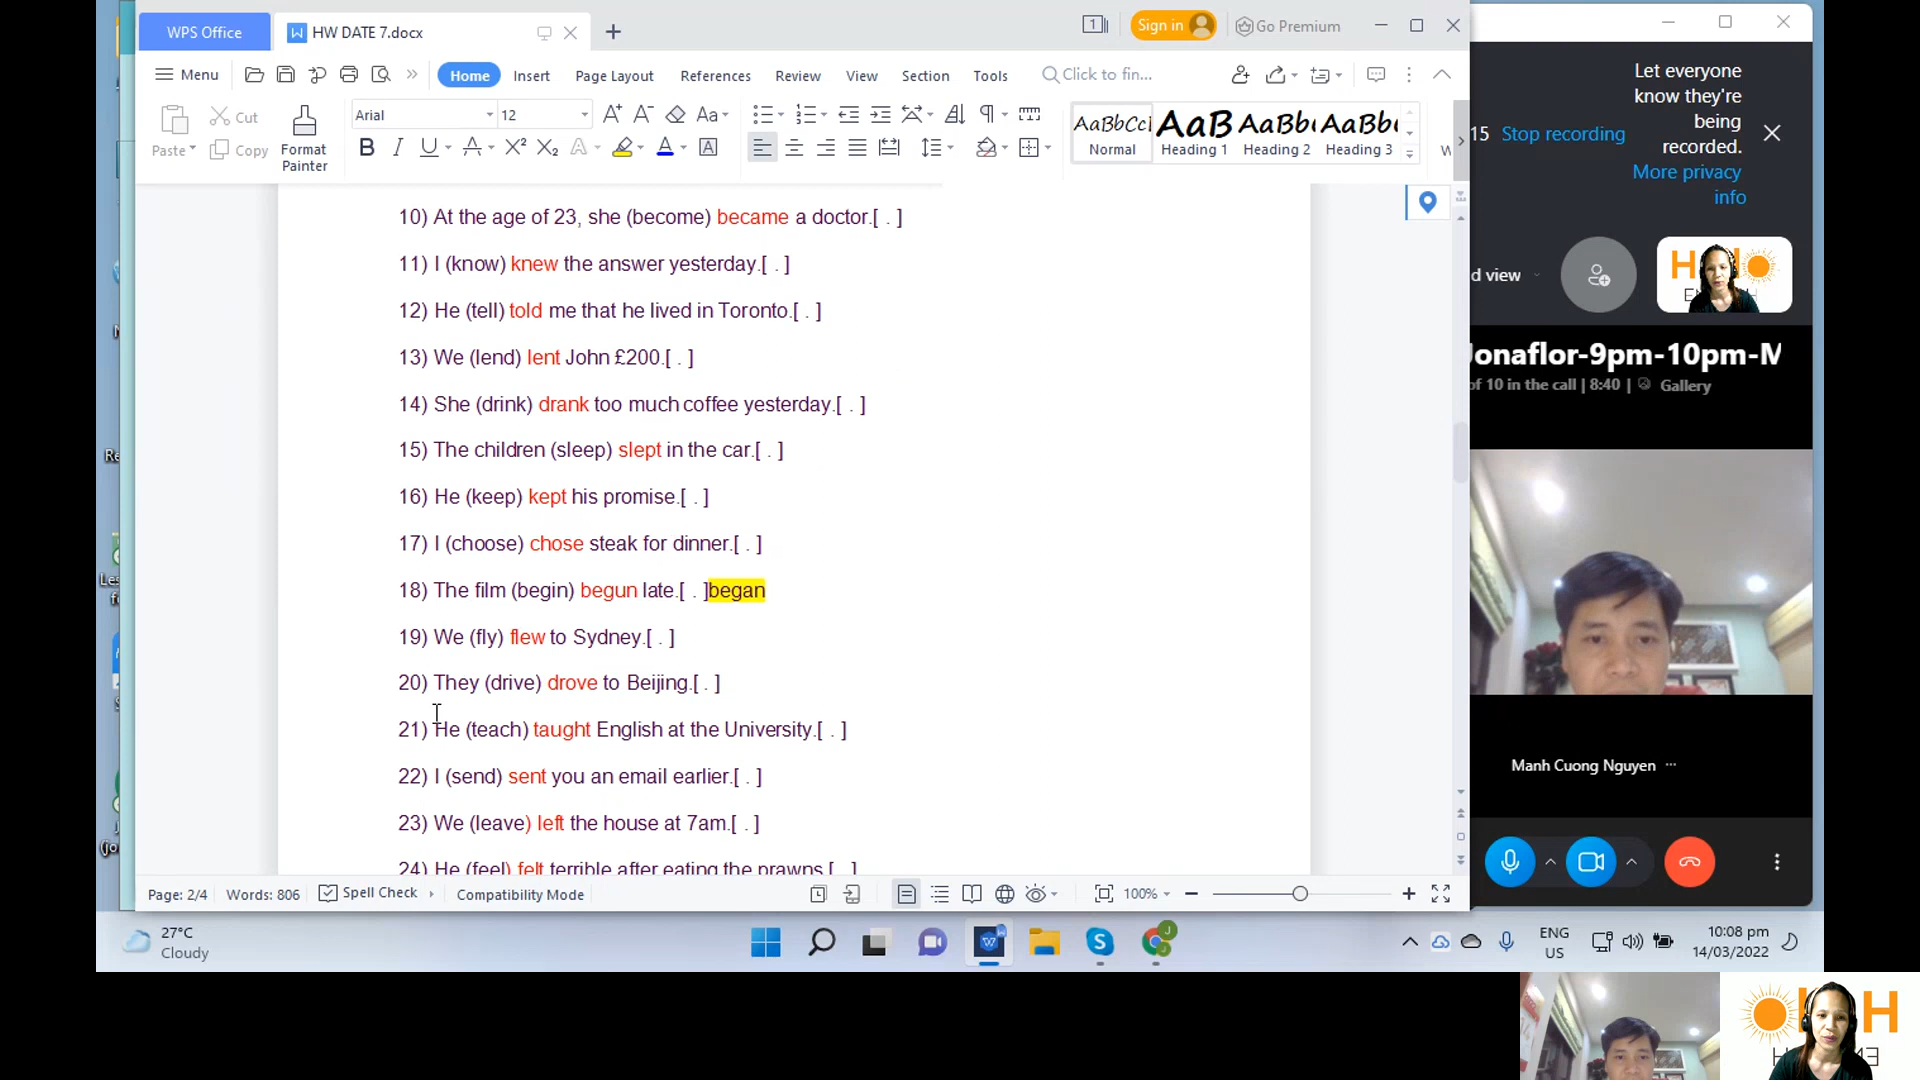 WPS Office
HW DATE 7.docx
Sign in
Go Premium
Menu
Home
Insert
Page Layout
References
Review
View
Section
Tools
Click to fin...
Paste
Cut
Copy
Format
Painter
Arial
12
AaBbCcI
Normal
AaB
Heading 1
AaBb
Heading 2
AaBb
Heading 3
10) At the age of 23, she (become) became a doctor.[ . ]
11) I (know) knew the answer yesterday.[ . ]
12) He (tell) told me that he lived in Toronto.[ . ]
13) We (lend) lent John £200.[ . ]
14) She (drink) drank too much coffee yesterday.[ . ]
15) The children (sleep) slept in the car.[ . ]
16) He (keep) kept his promise.[ . ]
17) I (choose) chose steak for dinner.[ . ]
18) The film (begin) begun late.[ . ]began
19) We (fly) flew to Sydney.[ . ]
20) They (drive) drove to Beijing.[ . ]
21) He (teach) taught English at the University.[ . ]
22) I (send) sent you an email earlier.[ . ]
23) We (leave) left the house at 7am.[ . ]
24) He (feel) felt terrible after eating the prawns.[ . ]
Page: 2/4
Words: 806
Spell Check
Compatibility Mode
100%
Let everyone
know they're
being
recorded.
More privacy
info
15 Stop recording
d view
Jonaflor-9pm-10pm-M
of 10 in the call | 8:40 | Gallery
Manh Cuong Nguyen
27°C
Cloudy
ENG
US
10:08 pm
14/03/2022